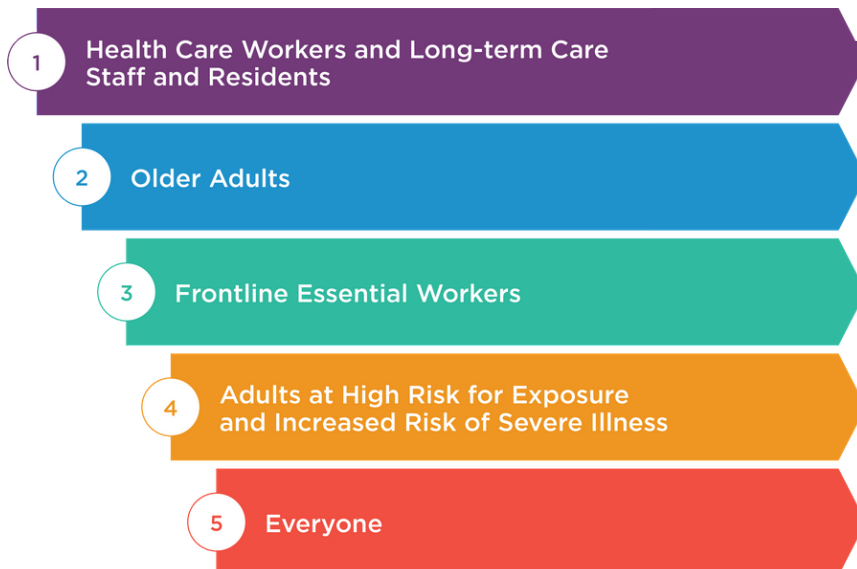 1
Health Care Workers and Long-term Care
Staff and Residents
2
Older Adults
3
Frontline Essential Workers
4
Adults at High Risk for Exposure
and Increased Risk of Severe Illness
5
Everyone